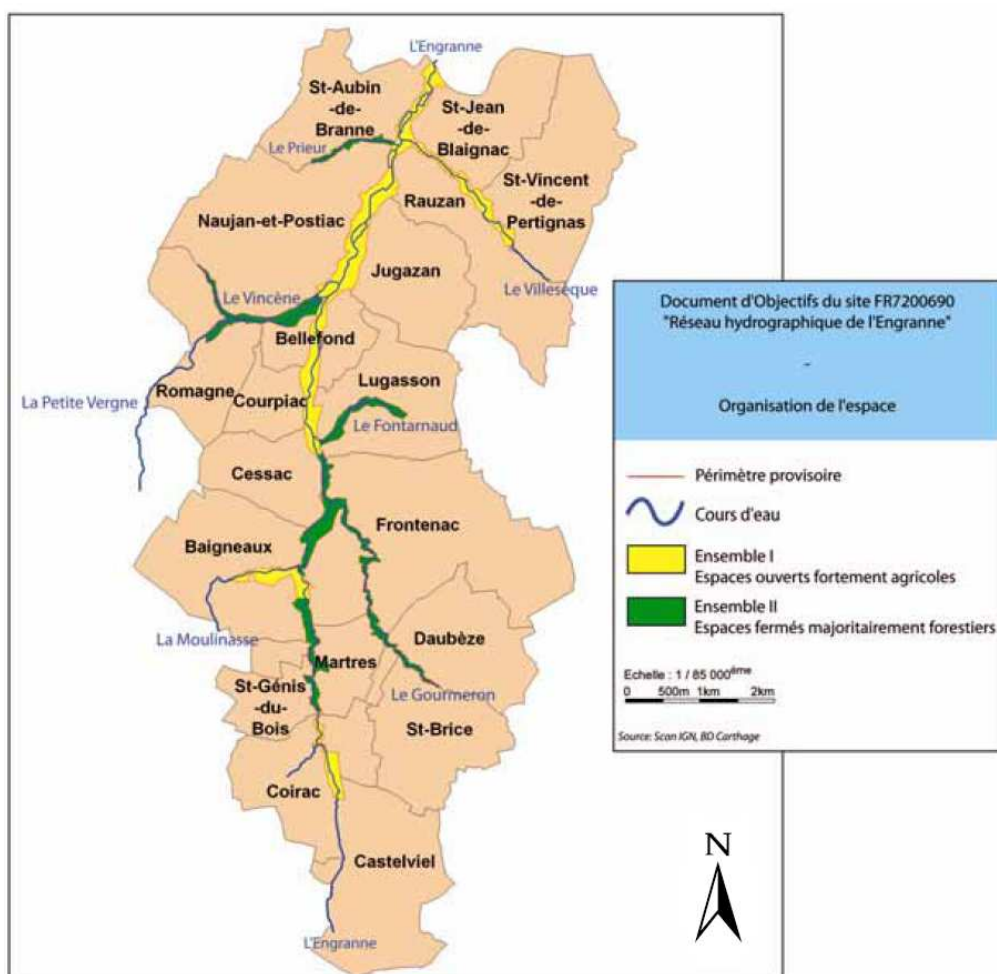 L'Engranne
St-Aubin
-de-
Branne
St-Jean
-de-
Blaignac
Le Prieur
St-Vincent
-de-
Pertignas
Rauzan
Naujan-et-Postiac
Jugazan
Le Villesèque
Le Vincène
Bellefond
Lugasson
Romagne
La Petite Vergne
Courpiac
Le Fontarnaud
Cessac
Frontenac
Baigneaux
La Moulinasse
Daubèze
Martres
Le Gourmeron
St-Génis
-du-
Bois
St-Brice
Coirac
Castelviel
L'Engranne
Document d'Objectifs du site FR7200690
"Réseau hydrographique de l'Engranne"
-
Organisation de l'espace
Périmètre provisoire
Cours d'eau
Ensemble I
Espaces ouverts fortement agricoles
Ensemble II
Espaces fermés majoritairement forestiers
Echelle : 1 / 85 000ème
0 500m 1km 2km
Source: Scan IGN, BD Carthage
N